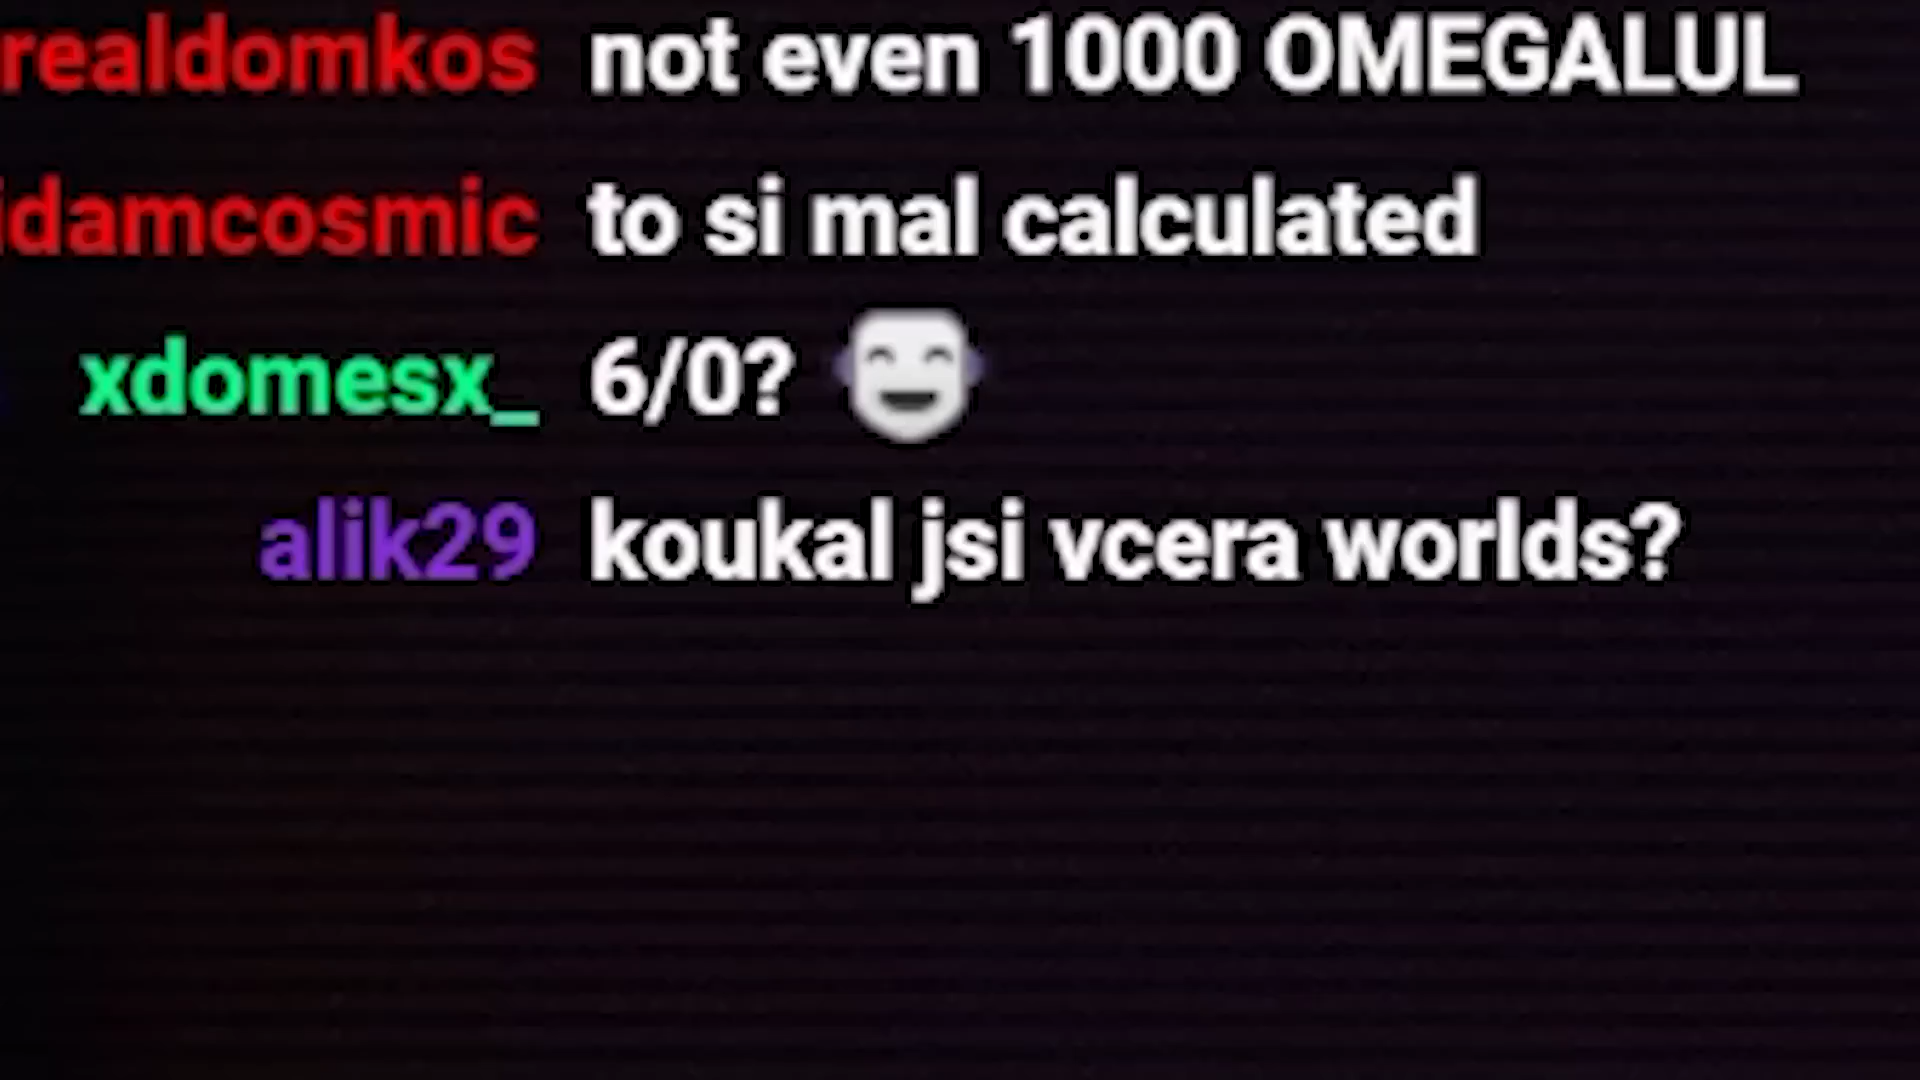 realdomkos not even 1000 OMEGALUL
idamcosmic to si mal calculated
xdomesx_ 6/0?
alik29 koukal jsi vcera worlds?